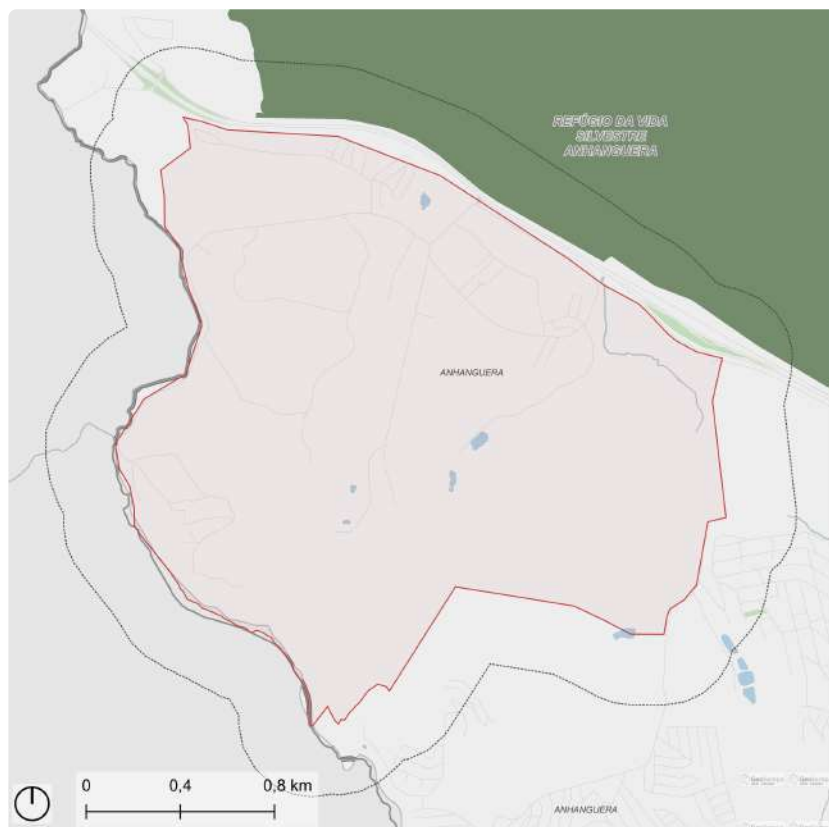 REFÚGIO DA VIDA
SILVESTRE
ANHANGUERA
ANHANGUERA
0 0,4 0,8 km
ANHANGUERA